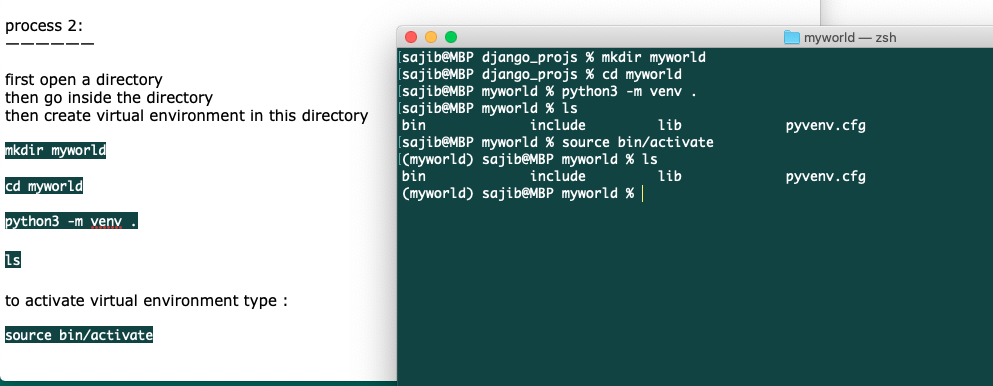 process 2:
——————
first open a directory
then go inside the directory
then create virtual environment in this directory
mkdir myworld
cd myworld
python3 -m venv .
ls
to activate virtual environment type :
source bin/activate
myworld — zsh
[sajib@MBP django_projs % mkdir myworld
[sajib@MBP django_projs % cd myworld
[sajib@MBP myworld % python3 -m venv .
[sajib@MBP myworld % ls
bin include lib pyvenv.cfg
[sajib@MBP myworld % source bin/activate
[(myworld) sajib@MBP myworld % ls
bin include lib pyvenv.cfg
(myworld) sajib@MBP myworld %